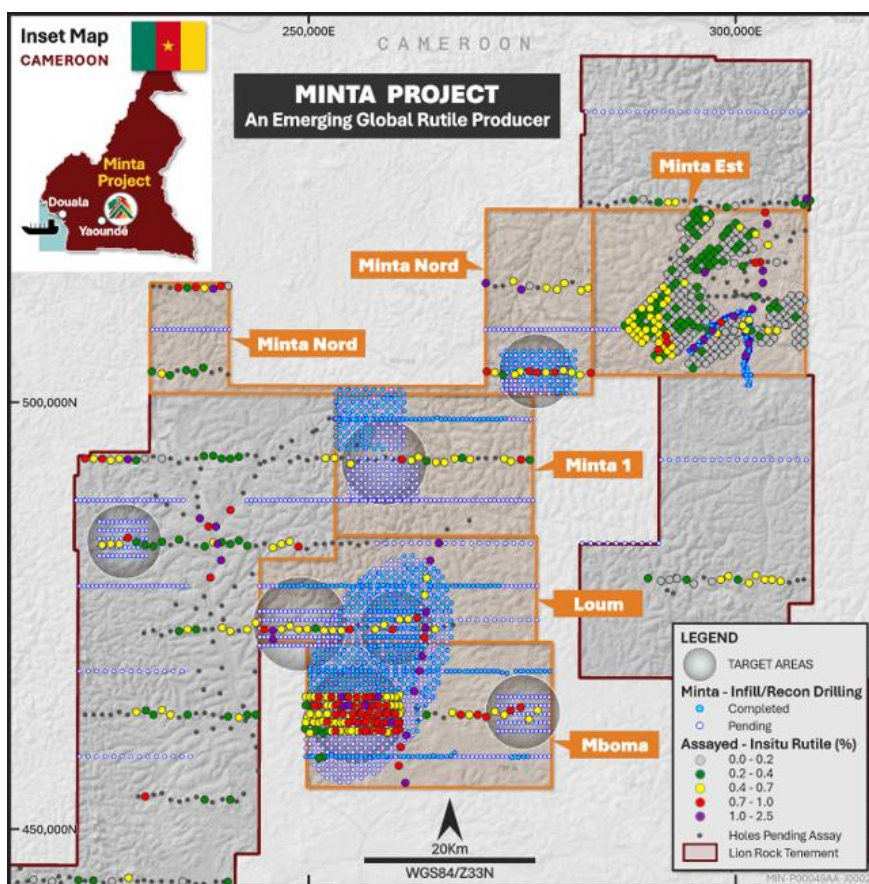 Inset Map
CAMEROON
Minta
Project
Douala
Yaoundé
250,000E
300,000E
CAMEROON
MINTA PROJECT
An Emerging Global Rutile Producer
Minta Est
Minta Nord
Minta Nord
500,000N
Minta 1
Loum
Mboma
450,000N
20Km
WGS84/Z33N
LEGEND
TARGET AREAS
Minta - Infill/Recon Drilling
Completed
Pending
Assayed - Insitu Rutile (%)
0.0 - 0.2
0.2 - 0.4
0.4 - 0.7
0.7 - 1.0
1.0 - 2.5
Holes Pending Assay
Lion Rock Tenement